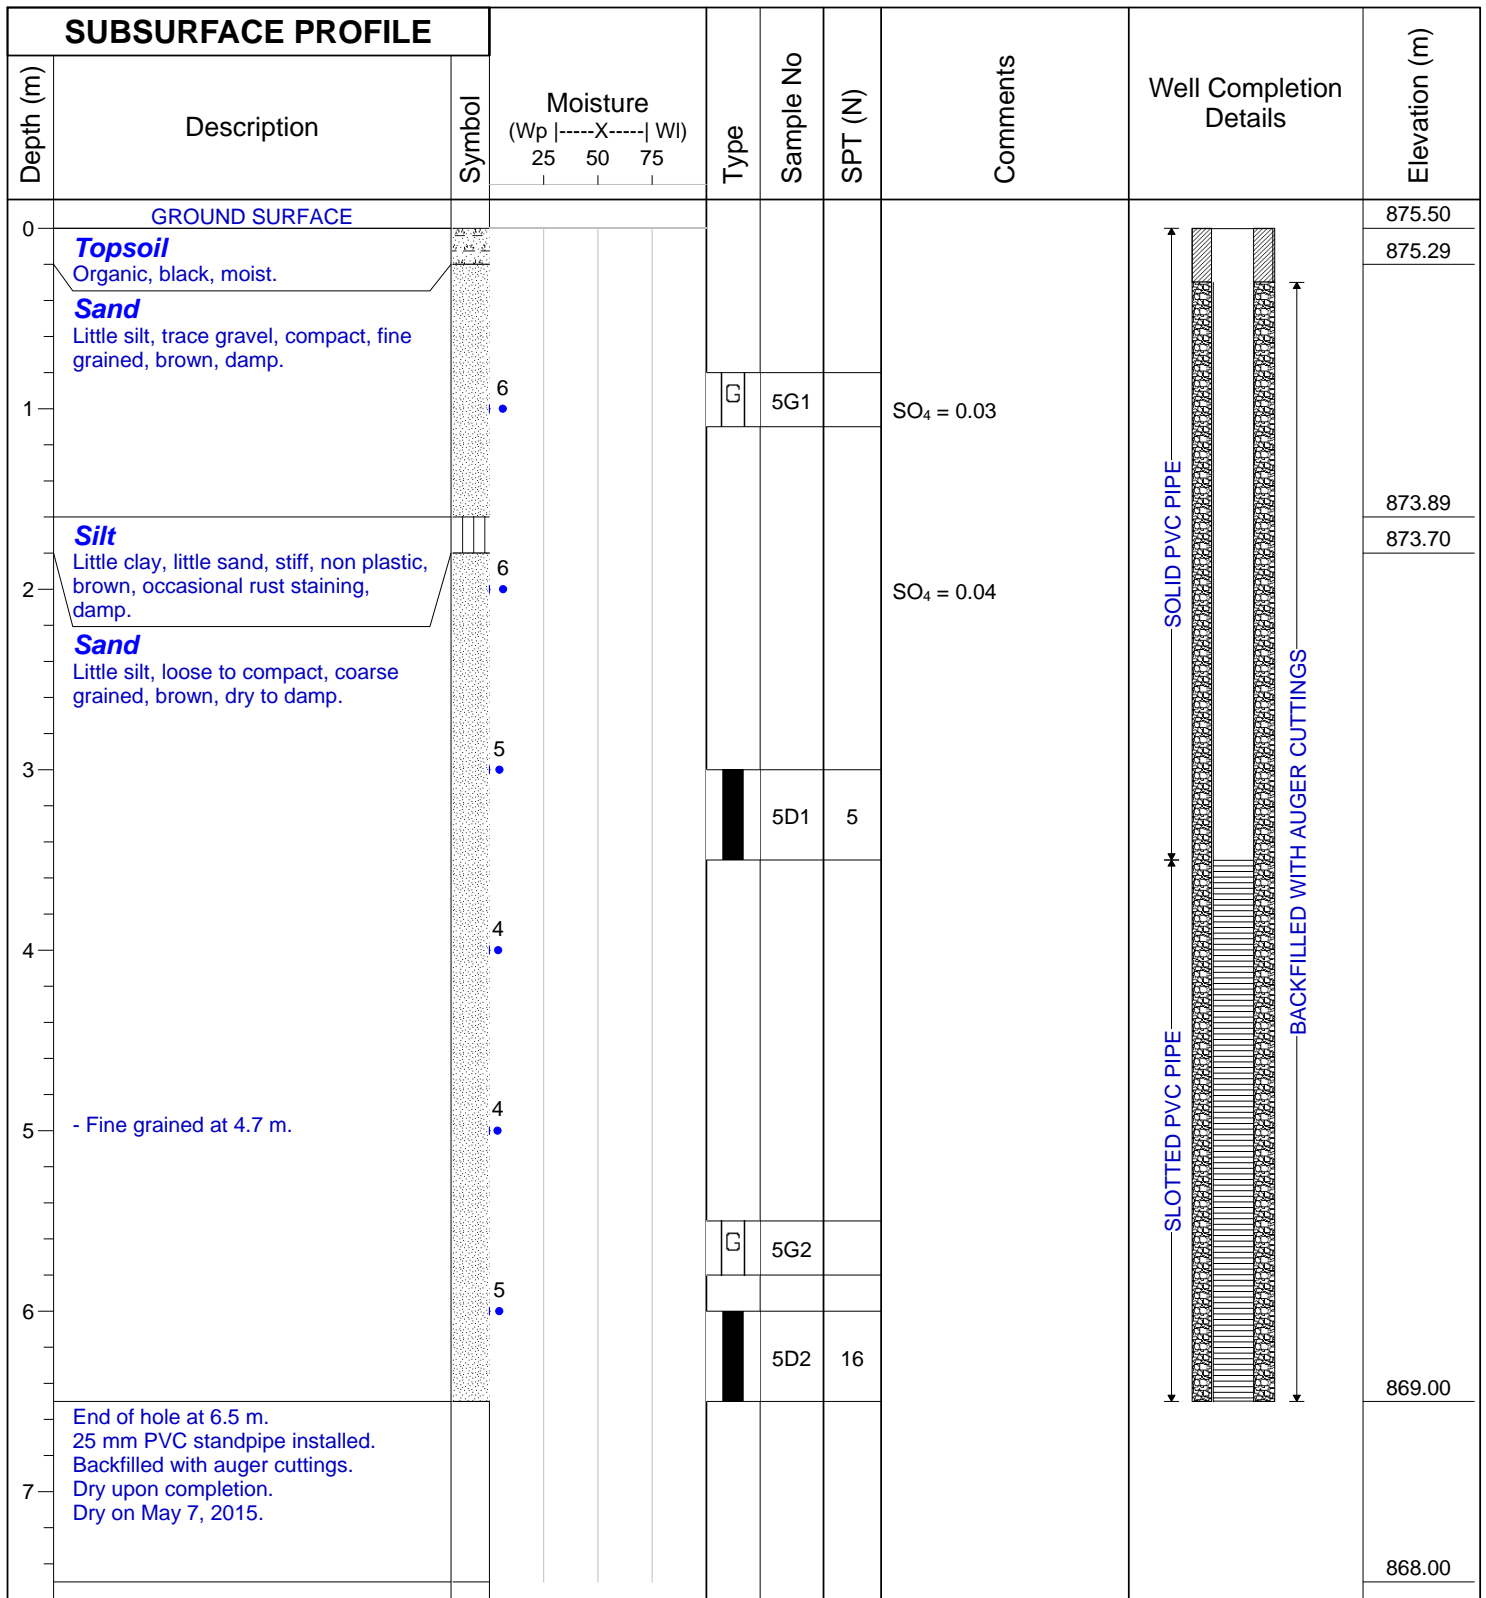 SUBSURFACE PROFILE
Depth (m)
Description
Symbol
Moisture
(Wp |-----X-----| Wl)
25 50 75
Type
Sample No
SPT (N)
Comments
Well Completion
Details
Elevation (m)
GROUND SURFACE
875.50
0
Topsoil
875.29
Organic, black, moist.
Sand
Little silt, trace gravel, compact, fine
grained, brown, damp.
6
1
G
5G1
SO₄ = 0.03
SOLID PVC PIPE
873.89
Silt
873.70
Little clay, little sand, stiff, non plastic,
brown, occasional rust staining,
damp.
6
2
SO₄ = 0.04
Sand
Little silt, loose to compact, coarse
grained, brown, dry to damp.
BACKFILLED WITH AUGER CUTTINGS
5
3
5D1
5
4
4
SLOTTED PVC PIPE
4
5
- Fine grained at 4.7 m.
G
5G2
5
6
5D2
16
869.00
End of hole at 6.5 m.
25 mm PVC standpipe installed.
Backfilled with auger cuttings.
7
Dry upon completion.
Dry on May 7, 2015.
868.00